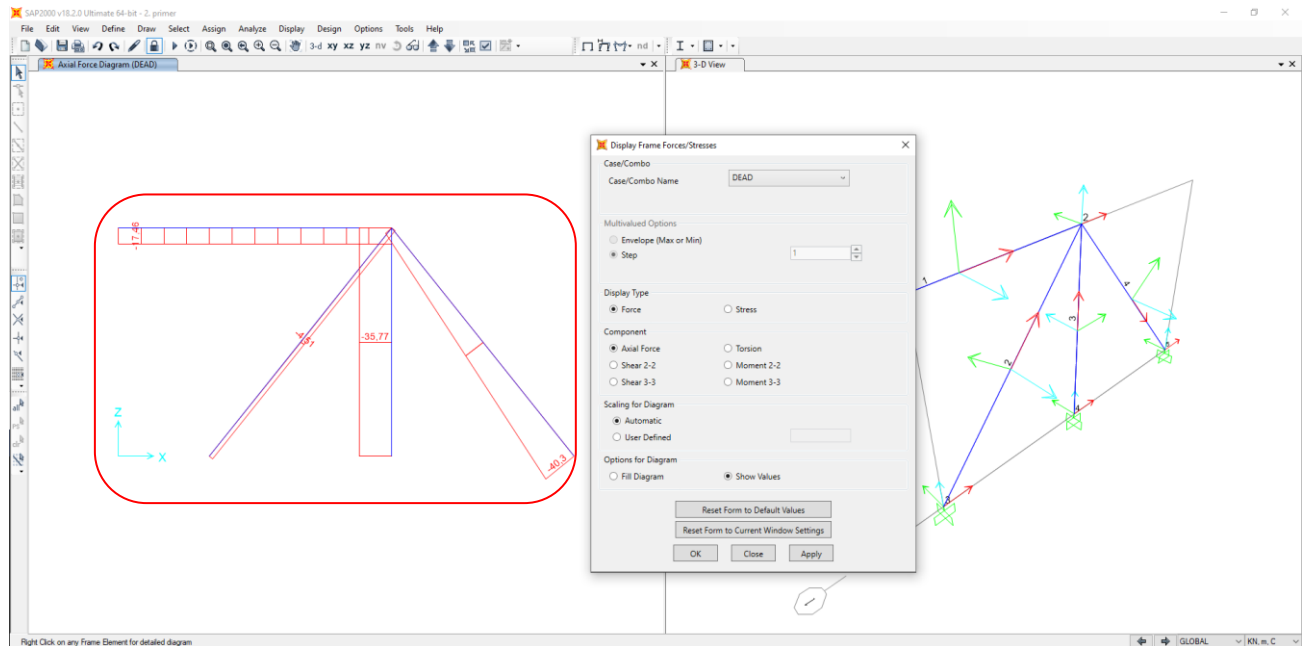 SAP2000 v18.2.0 Ultimate 64-bit - 2. primer
File Edit View Define Draw Select Assign Analyze Display Design Options Tools Help
3-d xy xz yz nv
nd
Axial Force Diagram (DEAD)
3-D View
-17,46
-4,51
-35,77
-40,3
Z
X
Display Frame Forces/Stresses
Case/Combo
Case/Combo Name DEAD
Multivalued Options
Envelope (Max or Min)
Step 1
Display Type
Force Stress
Component
Axial Force Torsion
Shear 2-2 Moment 2-2
Shear 3-3 Moment 3-3
Scaling for Diagram
Automatic
User Defined
Options for Diagram
Fill Diagram Show Values
Reset Form to Default Values
Reset Form to Current Window Settings
OK Close Apply
2
1
4
3
2
5
4
3
Right Click on any Frame Element for detailed diagram
GLOBAL KN, m, C